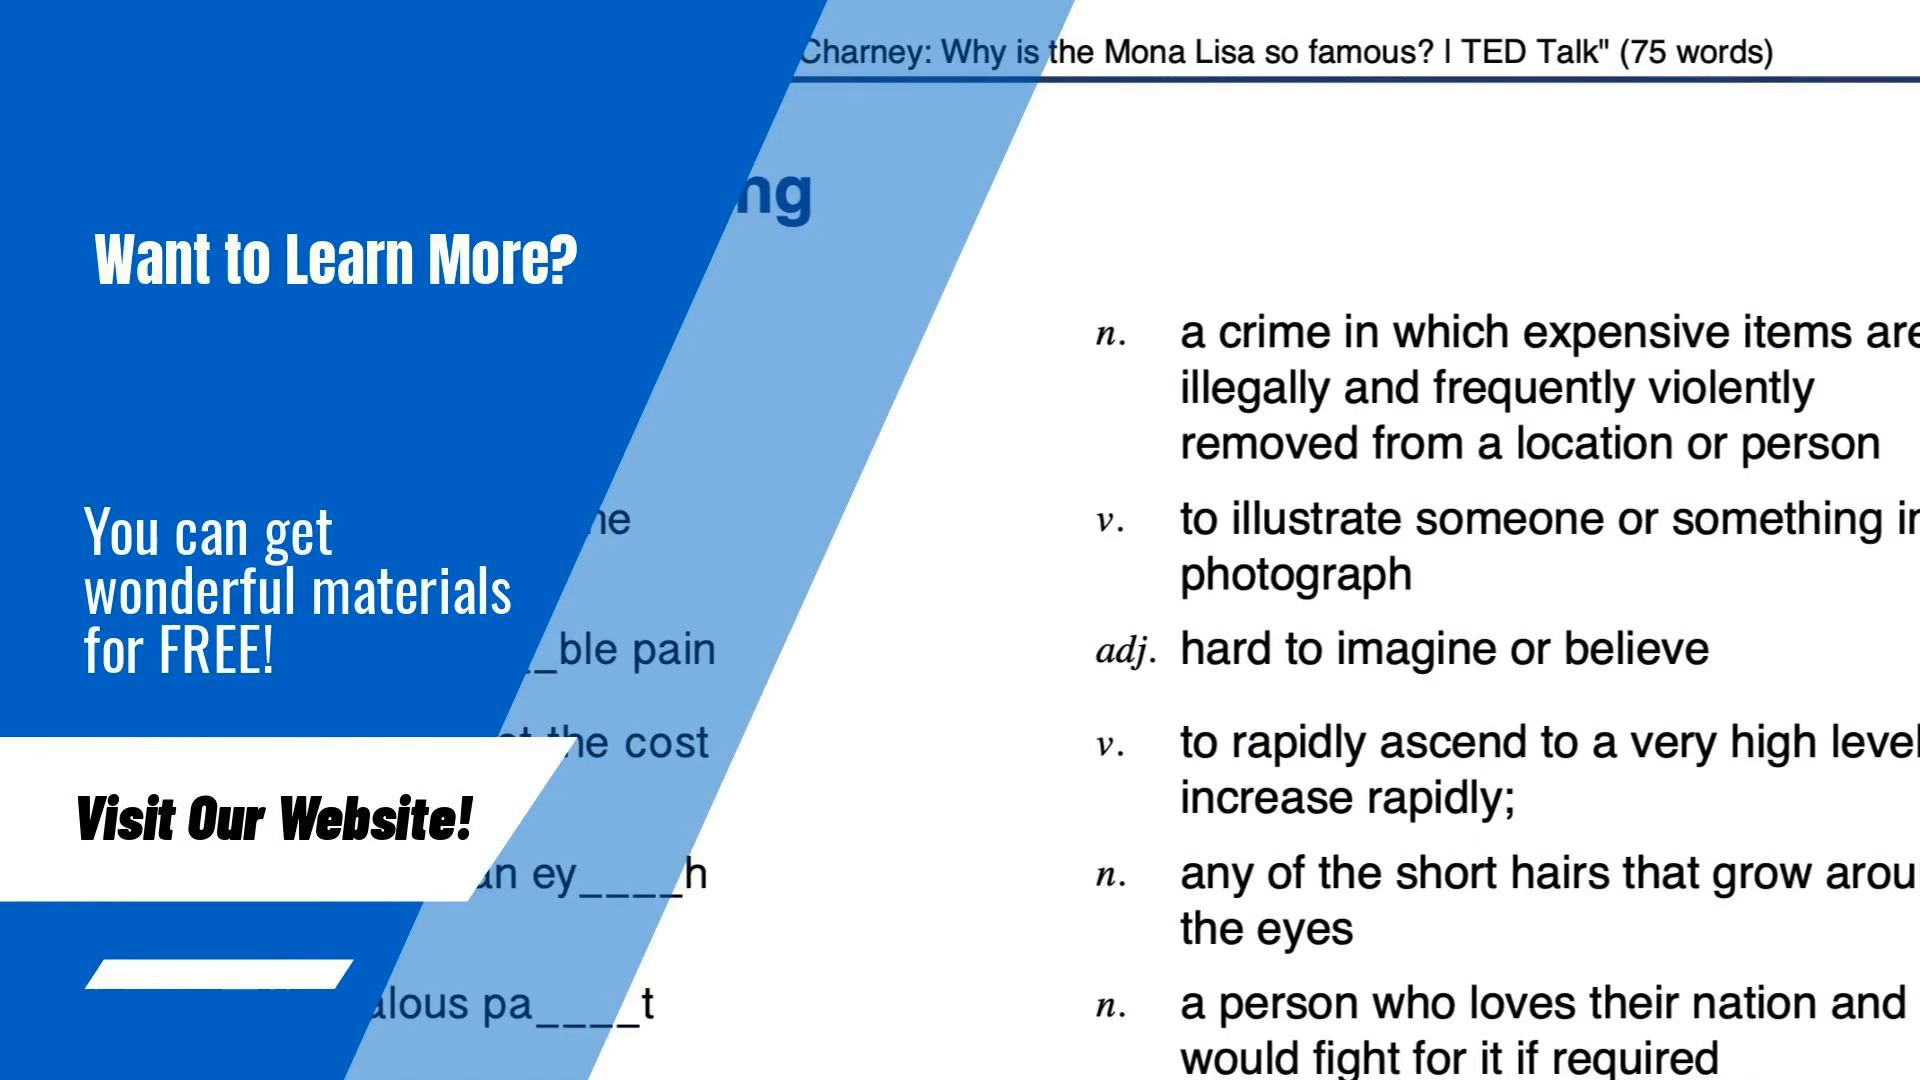 Charney: Why is the Mona Lisa so famous? | TED Talk" (75 words)
ng
Want to Learn More?
You can get
wonderful materials
for FREE!
Visit Our Website!
n. a crime in which expensive items are
illegally and frequently violently
removed from a location or person
v. to illustrate someone or something in
photograph
_ble pain
adj. hard to imagine or believe
the cost
v. to rapidly ascend to a very high level
increase rapidly;
an ey____h
n. any of the short hairs that grow arou
the eyes
alous pa____t
n. a person who loves their nation and
would fight for it if required